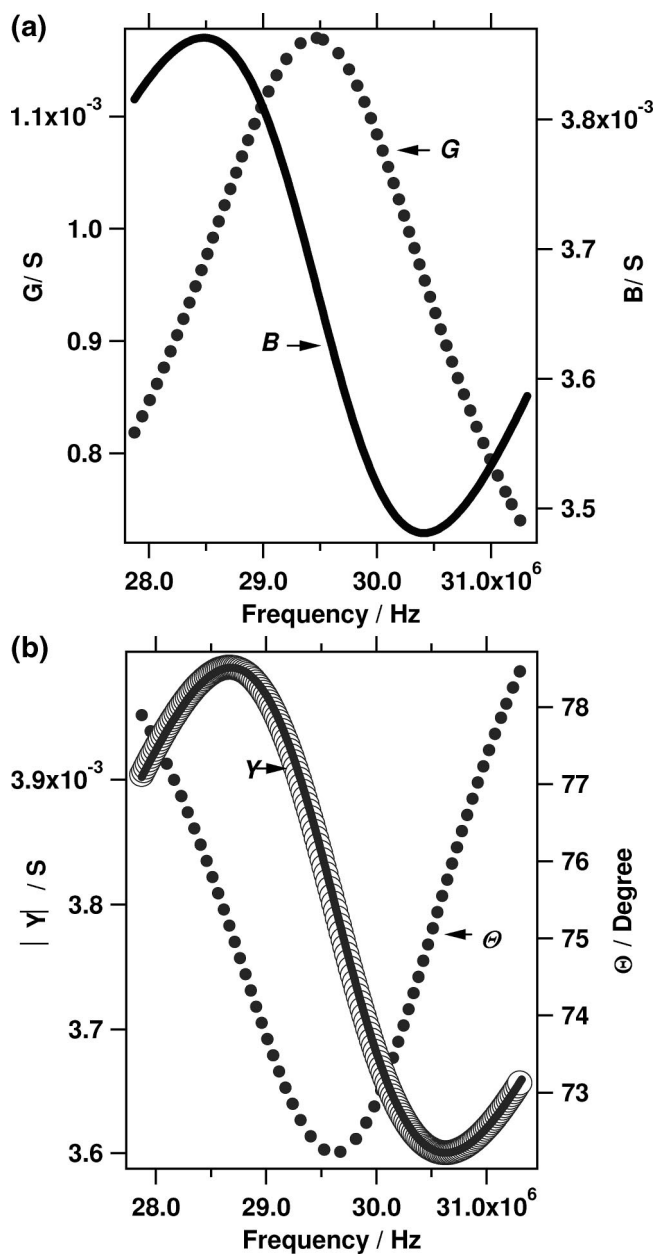 (a)
1.1x10⁻³
1.0
0.9
0.8
G/ S
3.8x10⁻³
3.7
3.6
3.5
B/ S
G
B
28.0 29.0 30.0 31.0x10⁶
Frequency / Hz
(b)
3.9x10⁻³
3.8
3.7
3.6
| Y| / S
78
77
76
75
74
73
Θ / Degree
Y
Θ
28.0 29.0 30.0 31.0x10⁶
Frequency / Hz